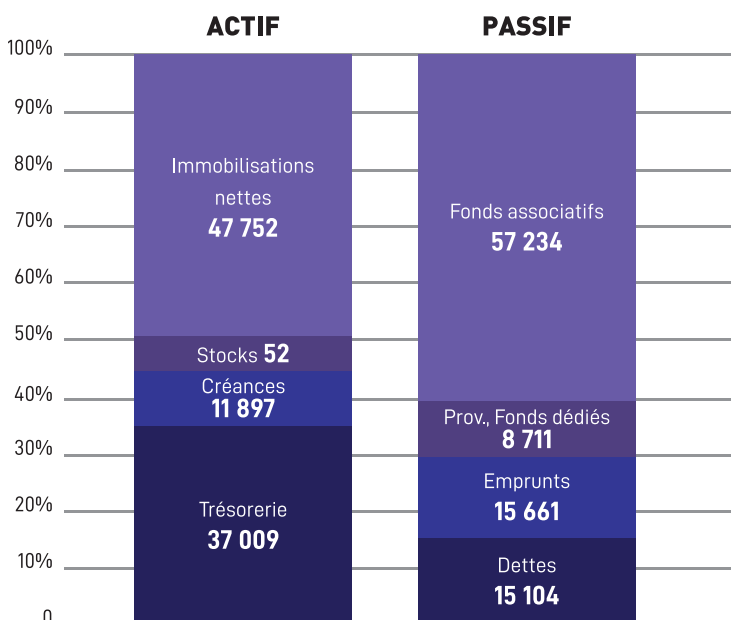 ACTIF
PASSIF
100%
90%
80%
70%
60%
50%
40%
30%
20%
10%
0
Immobilisations
nettes
47 752
Stocks 52
Créances
11 897
Trésorerie
37 009
Fonds associatifs
57 234
Prov., Fonds dédiés
8 711
Emprunts
15 661
Dettes
15 104